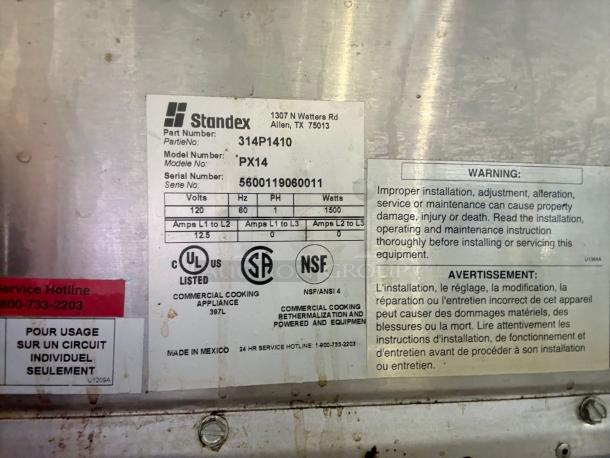 Standex
1307 N Watters Rd
Allen, TX 75013
Part Number:
PartieNo: 314P1410
Model Number:
Modele No: PX14
Serial Number:
Serie No: 5600119060011
Volts Hz PH Watts
120 60 1 1500
Amps L1 to L2 Amps L1 to L3 Amps L2 to L3
12.5 0 0
C UL US
LISTED
SA
NSF
COMMERCIAL COOKING
APPLIANCE
397L
NSF/ANSI 4
COMMERCIAL COOKING
RETHERMALIZATION AND
POWERED AND EQUIPMEN
MADE IN MEXICO 24 HR SERVICE HOTLINE: 1-800-733-2203
Service Hotline
800-733-2203
POUR USAGE
SUR UN CIRCUIT
INDIVIDUEL
SEULEMENT
WARNING:
Improper installation, adjustment, alteration,
service or maintenance can cause property
damage, injury or death. Read the installation,
operating and maintenance instruction
thoroughly before installing or servicing this
equipment.
AVERTISSEMENT:
L'installation, le réglage, la modification, la
réparation ou l'entretien incorrect de cet appareil
peut causer des dommages matériels, des
blessures ou la mort. Lire attentivement les
instructions d'installation, de fonctionnement et
d'entretien avant de procéder à son installation
ou entretien.